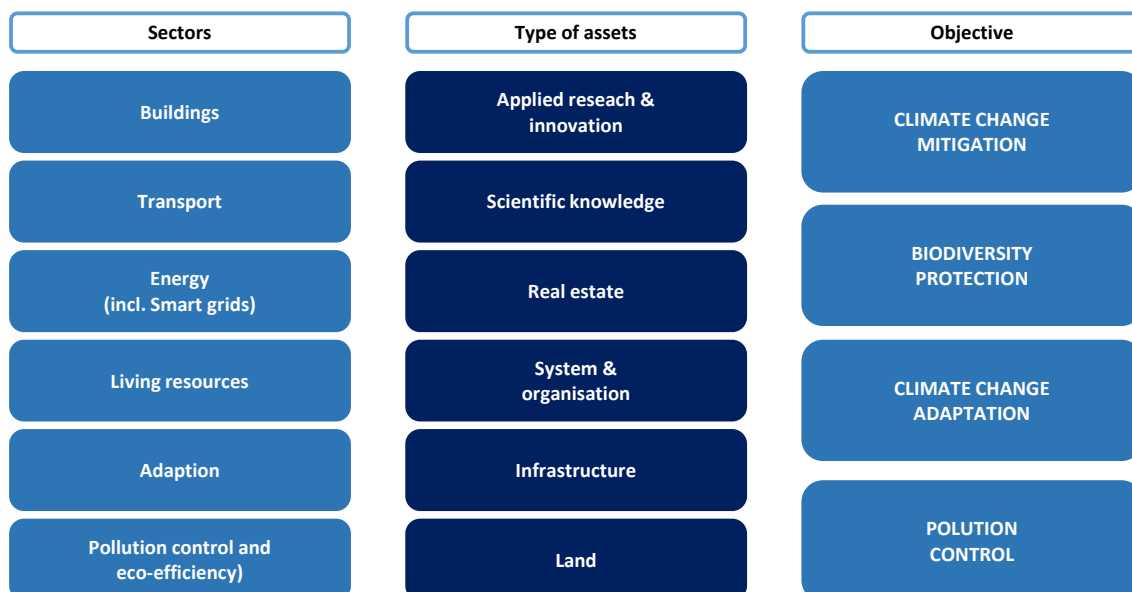 Sectors
Buildings
Transport
Energy
(incl. Smart grids)
Living resources
Adaption
Pollution control and
eco-efficiency)
Type of assets
Applied reseach &
innovation
Scientific knowledge
Real estate
System &
organisation
Infrastructure
Land
Objective
CLIMATE CHANGE
MITIGATION
BIODIVERSITY
PROTECTION
CLIMATE CHANGE
ADAPTATION
POLUTION
CONTROL